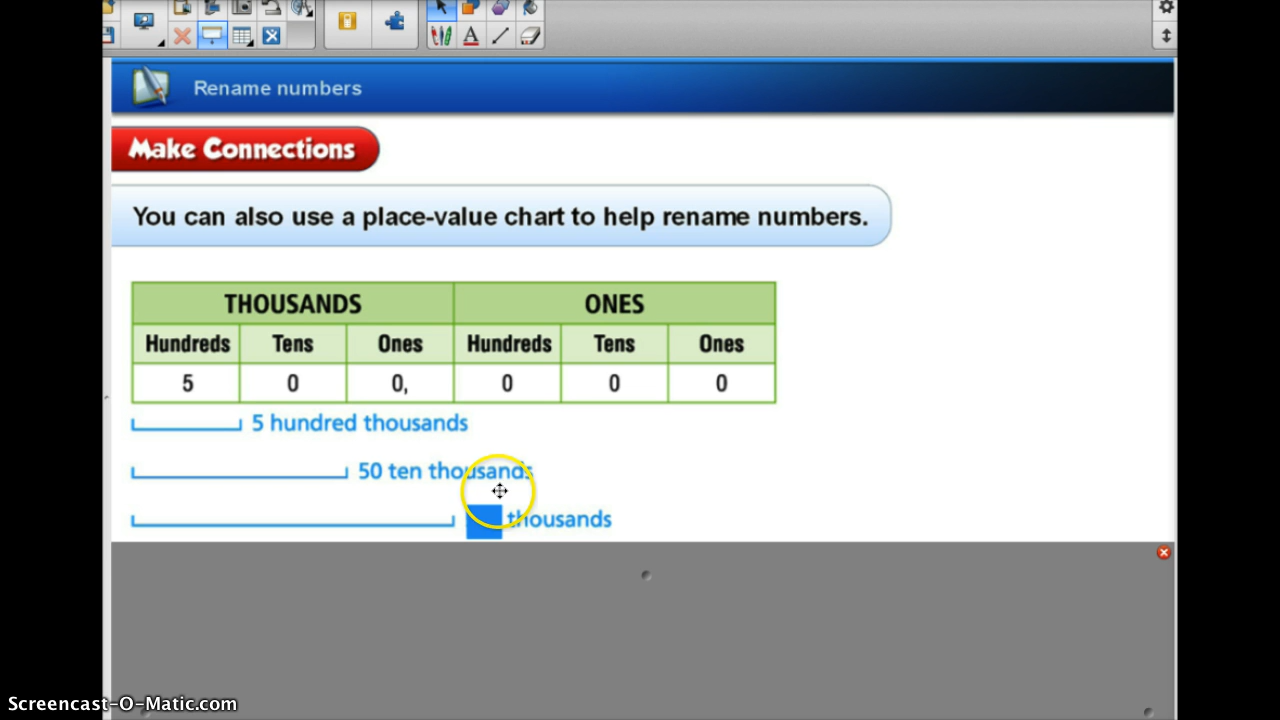 Rename numbers
Make Connections
You can also use a place-value chart to help rename numbers.
THOUSANDS ONES
Hundreds Tens Ones Hundreds Tens Ones
5 0 0, 0 0 0
5 hundred thousands
50 ten thousands
thousands
Screencast-O-Matic.com